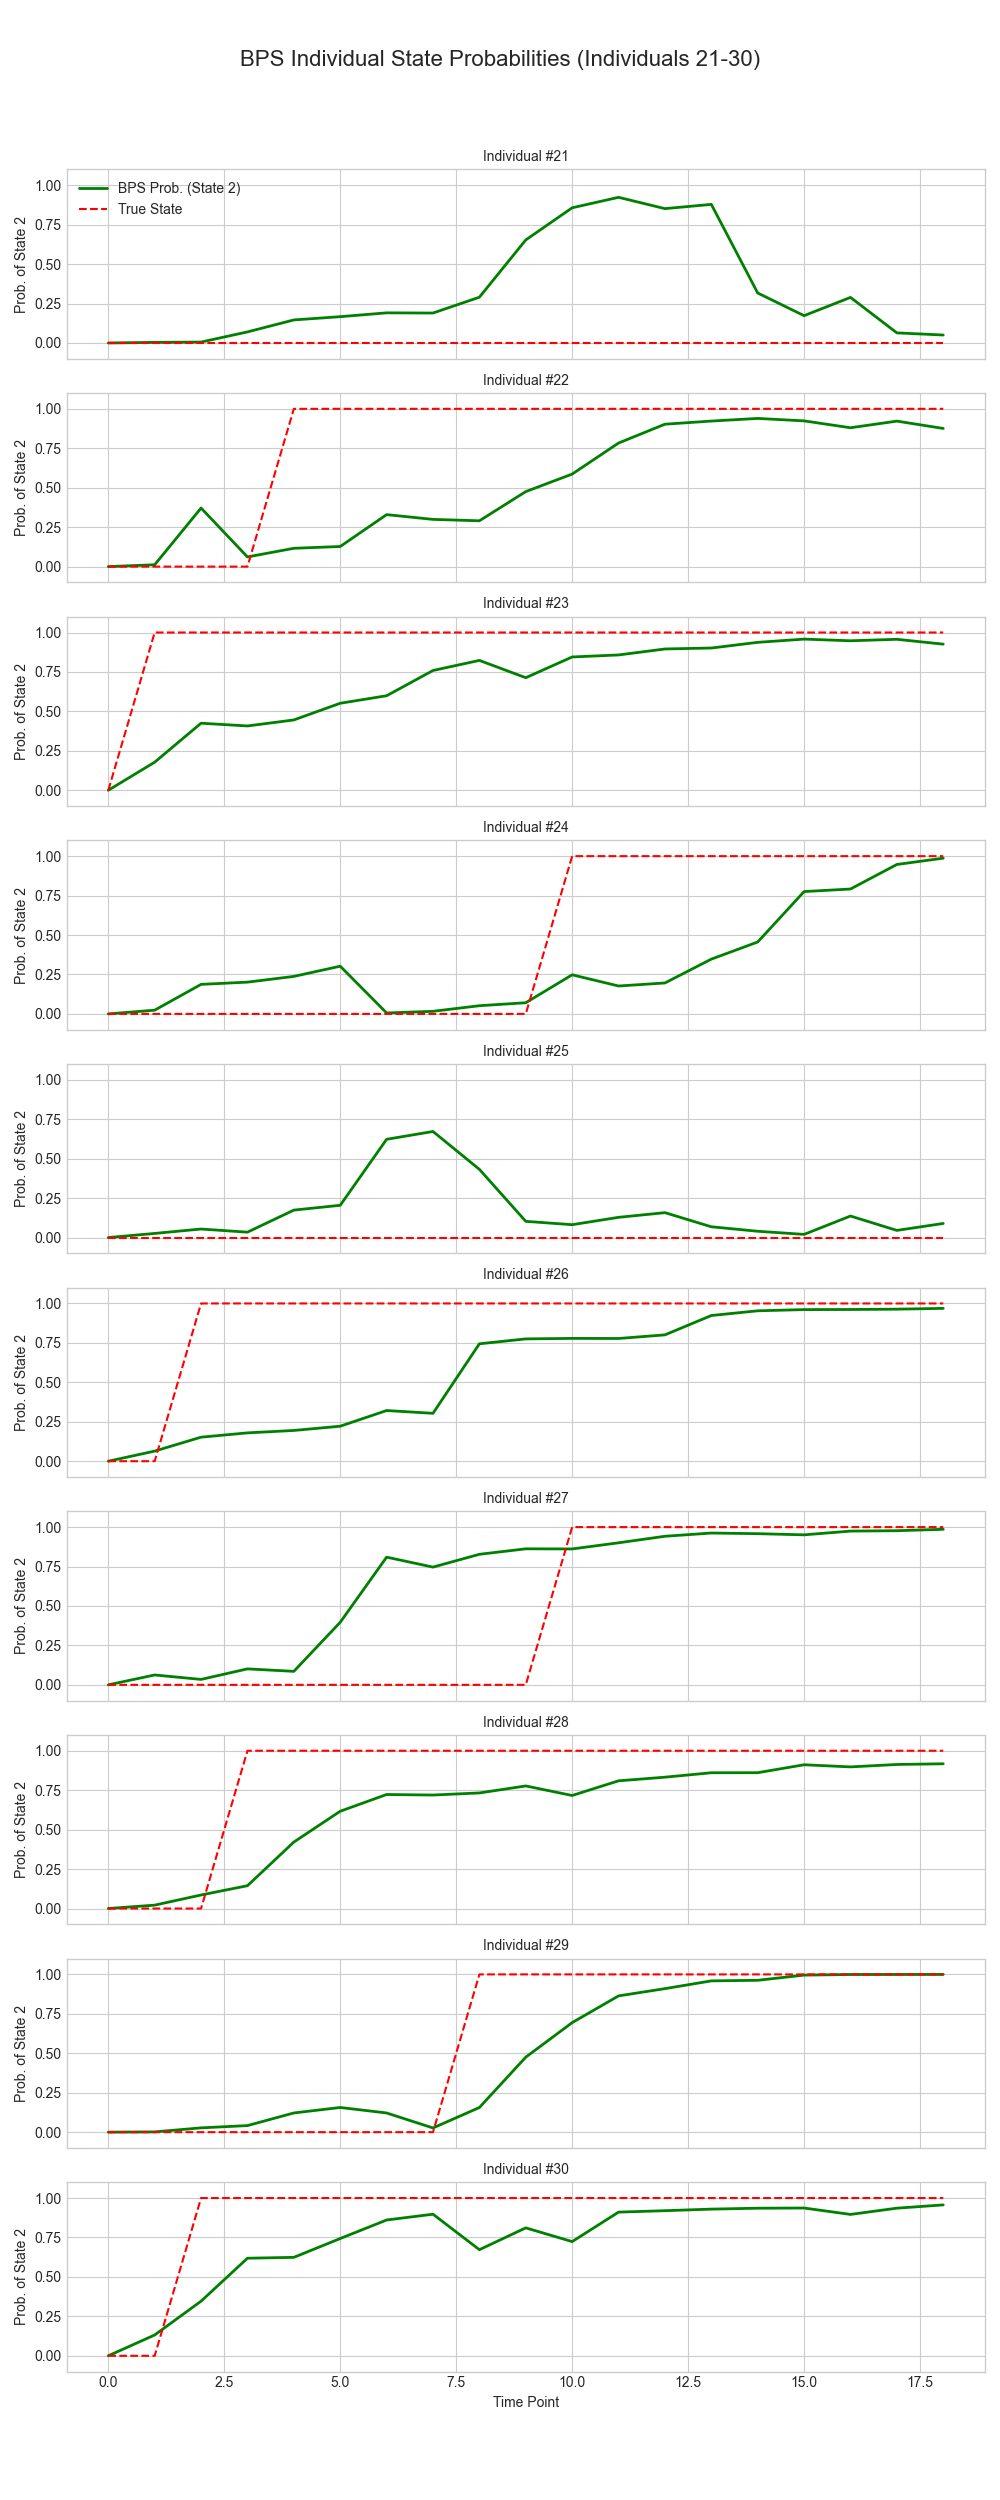 BPS Individual State Probabilities (Individuals 21-30)
Individual #21
BPS Prob. (State 2)
True State
Prob. of State 2
1.00
0.75
0.50
0.25
0.00
Individual #22
Prob. of State 2
1.00
0.75
0.50
0.25
0.00
Individual #23
Prob. of State 2
1.00
0.75
0.50
0.25
0.00
Individual #24
Prob. of State 2
1.00
0.75
0.50
0.25
0.00
Individual #25
Prob. of State 2
1.00
0.75
0.50
0.25
0.00
Individual #26
Prob. of State 2
1.00
0.75
0.50
0.25
0.00
Individual #27
Prob. of State 2
1.00
0.75
0.50
0.25
0.00
Individual #28
Prob. of State 2
1.00
0.75
0.50
0.25
0.00
Individual #29
Prob. of State 2
1.00
0.75
0.50
0.25
0.00
Individual #30
Prob. of State 2
1.00
0.75
0.50
0.25
0.00
0.0 2.5 5.0 7.5 10.0 12.5 15.0 17.5
Time Point